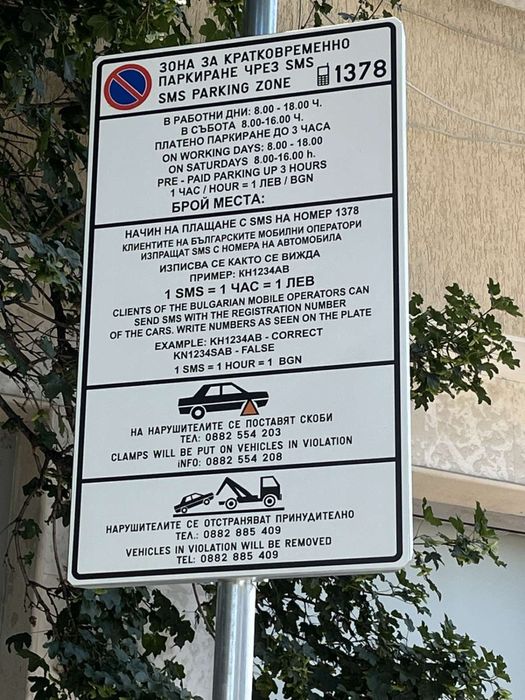 ЗОНА ЗА КРАТКОВРЕМЕННО
ПАРКИРАНЕ ЧРЕЗ SMS
SMS PARKING ZONE
1378
В РАБОТНИ ДНИ: 8.00 - 18.00 Ч.
В СЪБОТА 8.00-16.00 Ч.
ПЛАТЕНО ПАРКИРАНЕ ДО 3 ЧАСА
ON WORKING DAYS: 8.00 - 18.00
ON SATURDAYS 8.00-16.00 h.
PRE - PAID PARKING UP 3 HOURS
1 ЧАС / HOUR = 1 ЛЕВ / BGN
БРОЙ МЕСТА:
НАЧИН НА ПЛАЩАНЕ С SMS НА НОМЕР 1378
КЛИЕНТИТЕ НА БЪЛГАРСКИТЕ МОБИЛНИ ОПЕРАТОРИ
ИЗПРАЩАТ SMS С НОМЕРА НА АВТОМОБИЛА
ИЗПИСВА СЕ КАКТО СЕ ВИЖДА
ПРИМЕР: KH1234AB
1 SMS = 1 ЧАС = 1 ЛЕВ
CLIENTS OF THE BULGARIAN MOBILE OPERATORS CAN
SEND SMS WITH THE REGISTRATION NUMBER
OF THE CARS. WRITE NUMBERS AS SEEN ON THE PLATE
EXAMPLE: KH1234AB - CORRECT
KN1234SAB - FALSE
1 SMS = 1 HOUR = 1 BGN
НА НАРУШИТЕЛИТЕ СЕ ПОСТАВЯТ СКОБИ
ТЕЛ: 0882 554 203
CLAMPS WILL BE PUT ON VEHICLES IN VIOLATION
iNFO: 0882 554 208
НАРУШИТЕЛИТЕ СЕ ОТСТРАНЯВАТ ПРИНУДИТЕЛНО
ТЕЛ.: 0882 885 409
VEHICLES IN VIOLATION WILL BE REMOVED
TEL: 0882 885 409